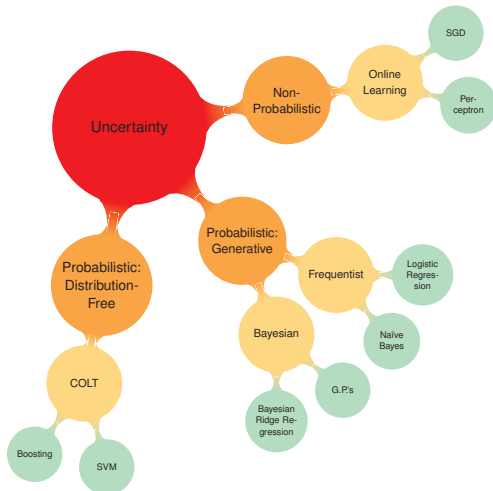 SGD
Online
Learning
Non-
Probabilistic
Per-
ceptron
Uncertainty
Probabilistic:
Generative
Probabilistic:
Distribution-
Free
Frequentist
Logistic
Regres-
sion
Bayesian
Naïve
Bayes
COLT
G.P.'s
Bayesian
Ridge Re-
gression
Boosting
SVM